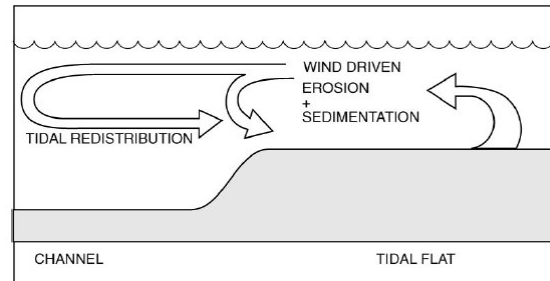 WIND DRIVEN
EROSION
+
SEDIMENTATION
TIDAL REDISTRIBUTION
CHANNEL
TIDAL FLAT